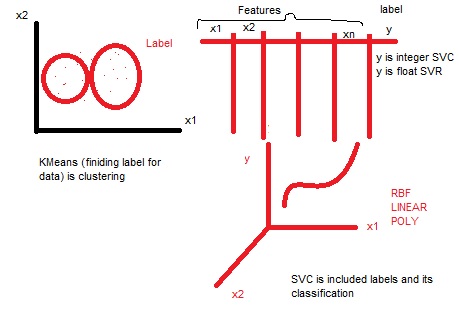 x2
Label
x1
KMeans (finiding label for
data) is clustering
Features
label
x1 x2 xn y
y is integer SVC
y is float SVR
y
x1
x2
RBF
LINEAR
POLY
SVC is included labels and its
classification